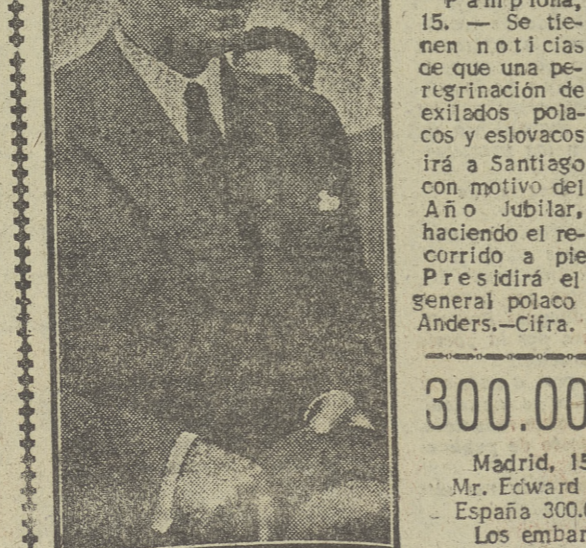 Pamplona,
15. — Se tie-
nen noticias
de que una pe-
regrinación de
exilados pola-
cos y eslovacos
irá a Santiago
con motivo del
Año Jubilar,
haciendo el re-
corrido a pie
Presidirá el
general polaco
Anders.—Cifra.
300.00
Madrid, 15
Mr. Edward
España 300.
Los embar